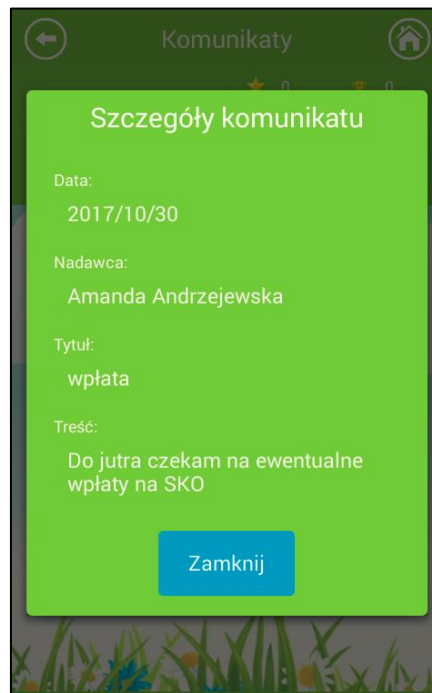 Komunikaty
0 0
Szczegóły komunikatu
Data:
2017/10/30
Nadawca:
Amanda Andrzejewska
Tytuł:
wpłata
Treść:
Do jutra czekam na ewentualne
wpłaty na SKO
Zamknij